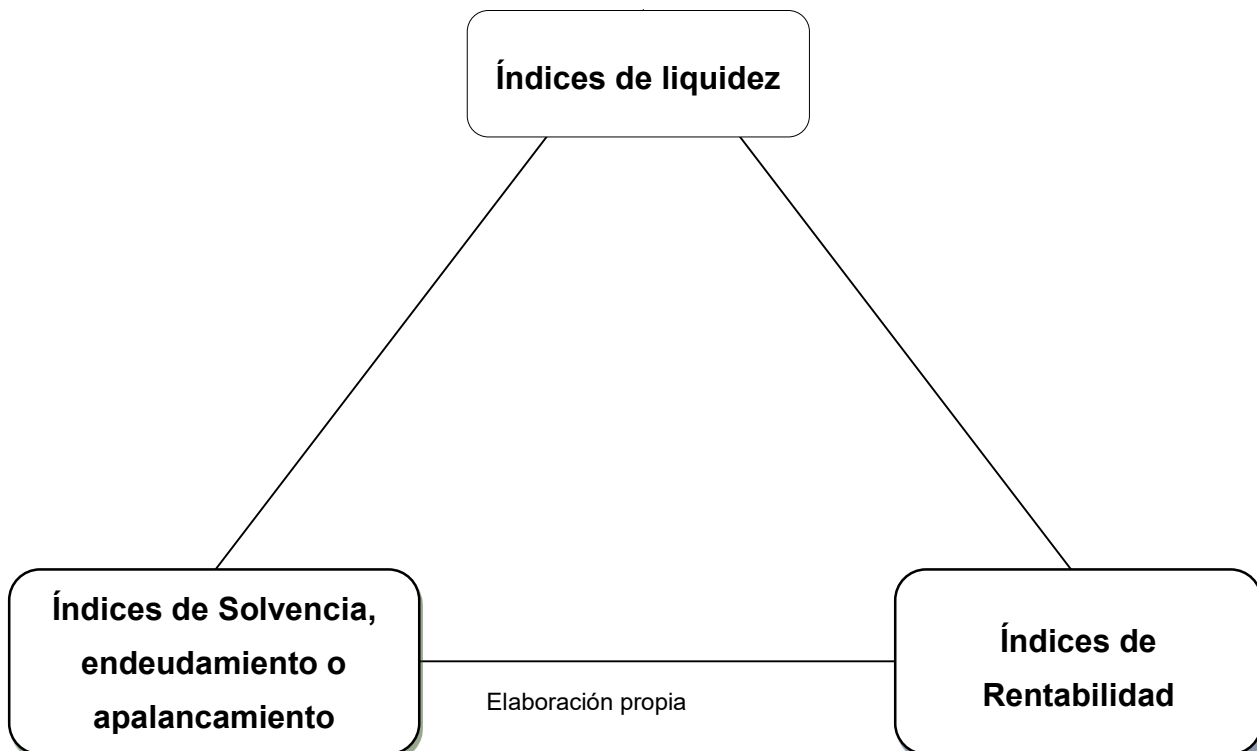 Índices de liquidez
Índices de Solvencia,
endeudamiento o
apalancamiento
Elaboración propia
Índices de
Rentabilidad